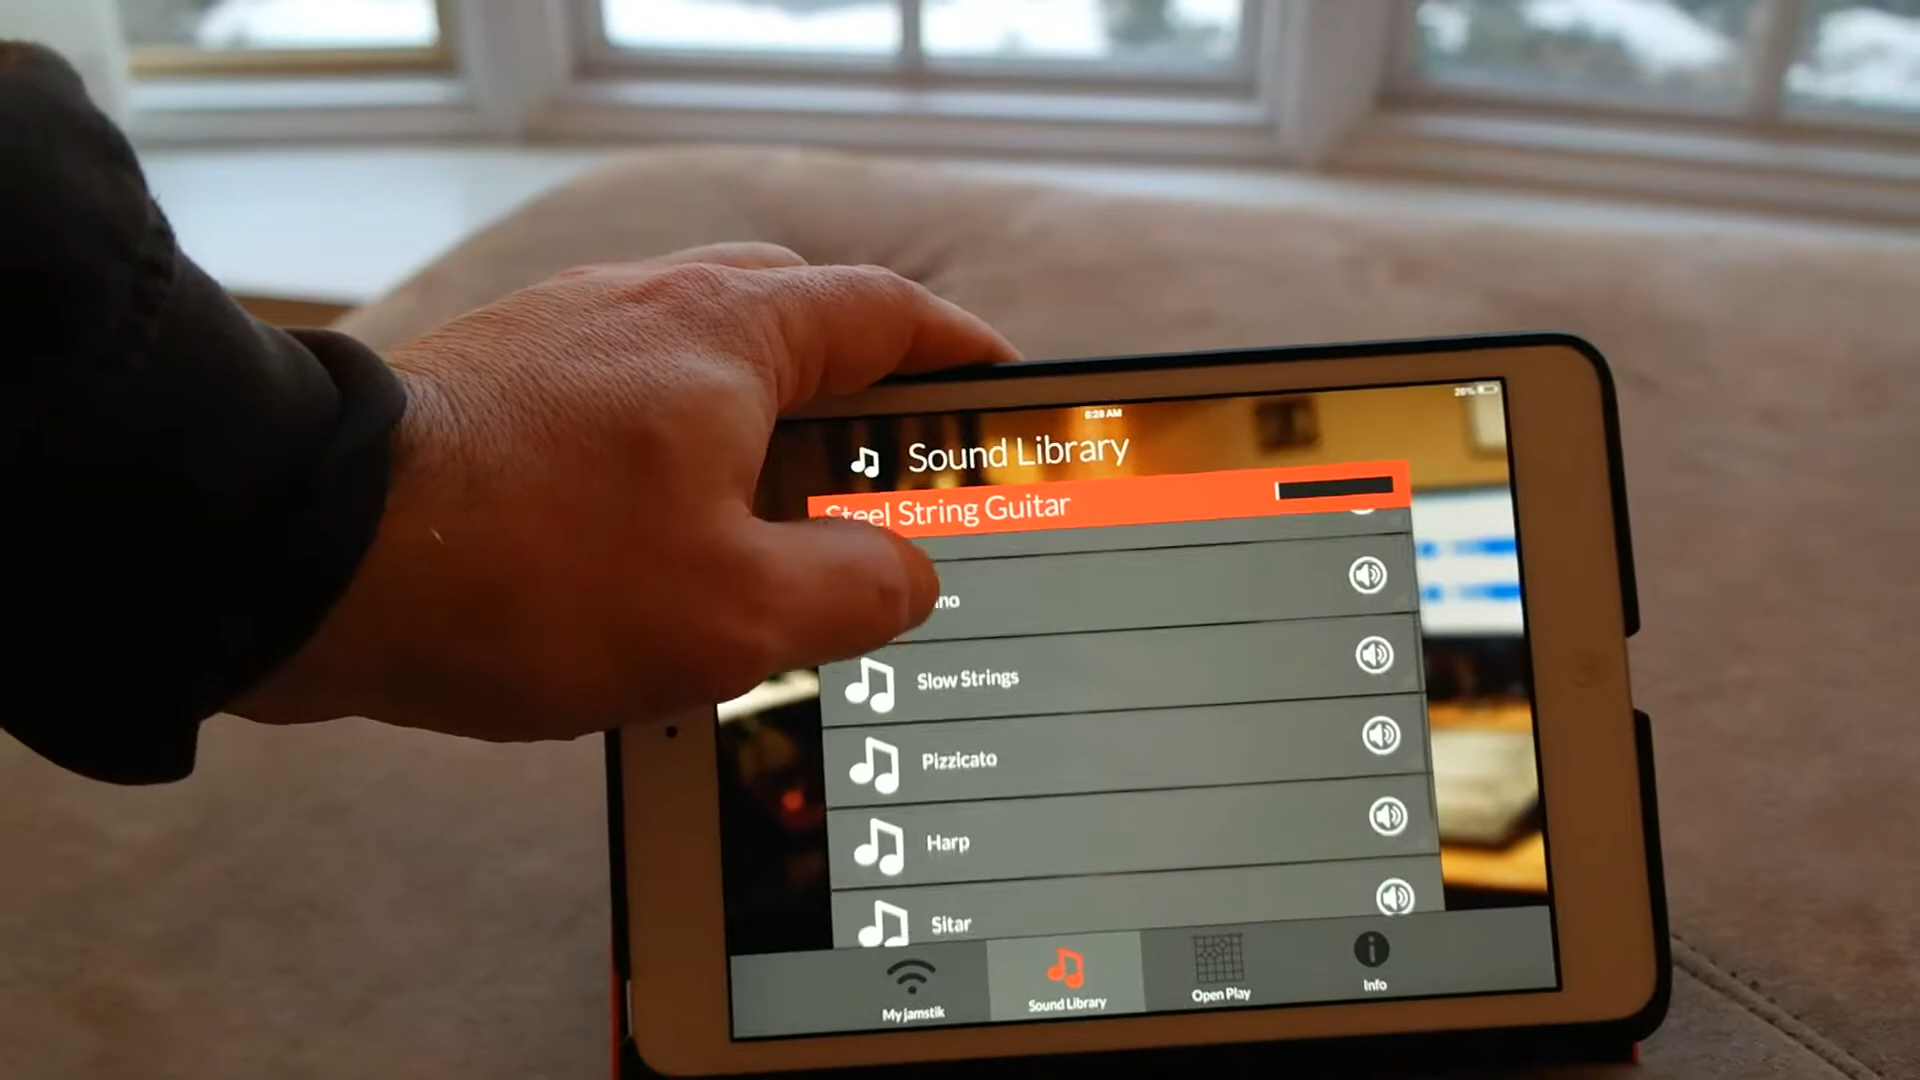 6:28 AM
Sound Library
Steel String Guitar
Slow Strings
Pizzicato
Harp
Sitar
My jamstik
Sound Library
Open Play
Info